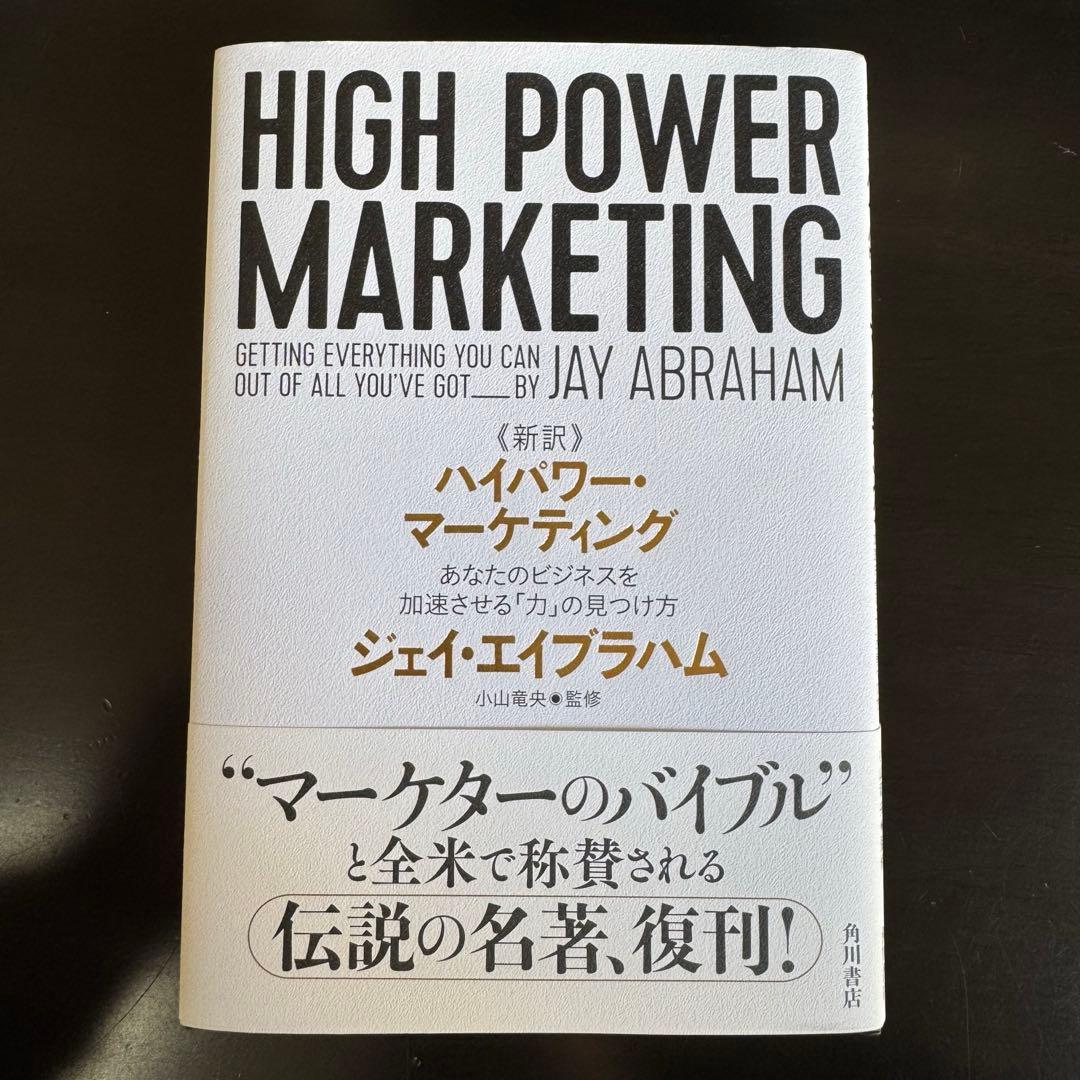 HIGH POWER
MARKETING
GETTING EVERYTHING YOU CAN
OUT OF ALL YOU'VE GOT___BY JAY ABRAHAM
《新訳》
ハイパワー・
マーケティング
あなたのビジネスを
加速させる「力」の見つけ方
ジェイ・エイブラハム
小山竜央◉監修
“マーケターのバイブル”
と全米で称賛される
伝説の名著、復刊!
角川書店